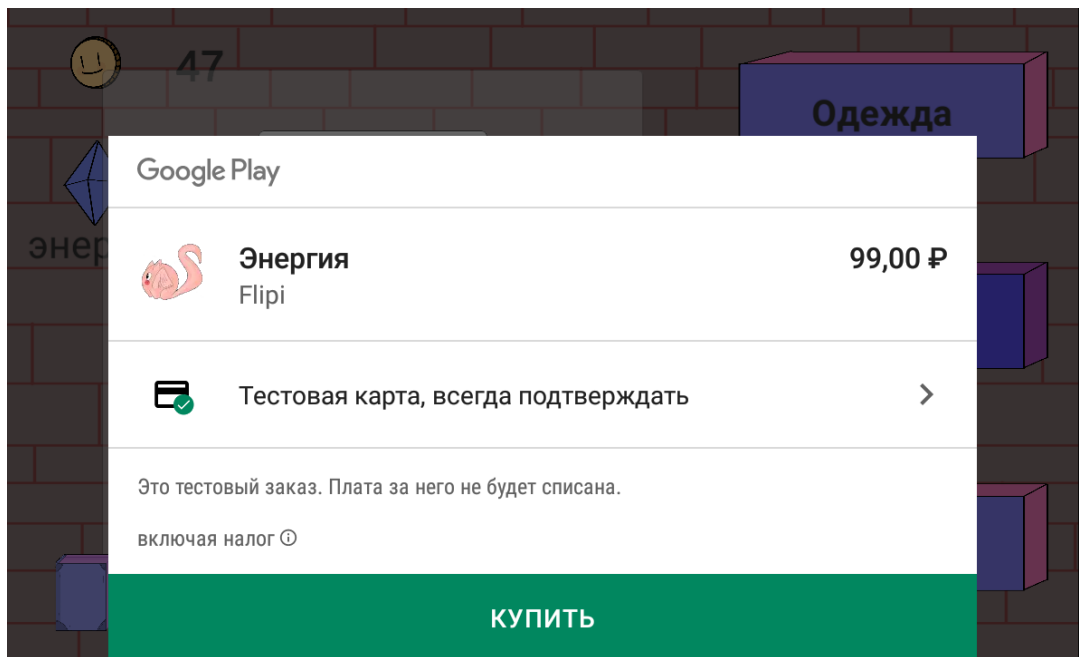 47
Одежда
Google Play
энер
Энергия
99,00 ₽
Flipi
Тестовая карта, всегда подтверждать
Это тестовый заказ. Плата за него не будет списана.
включая налог
КУПИТЬ